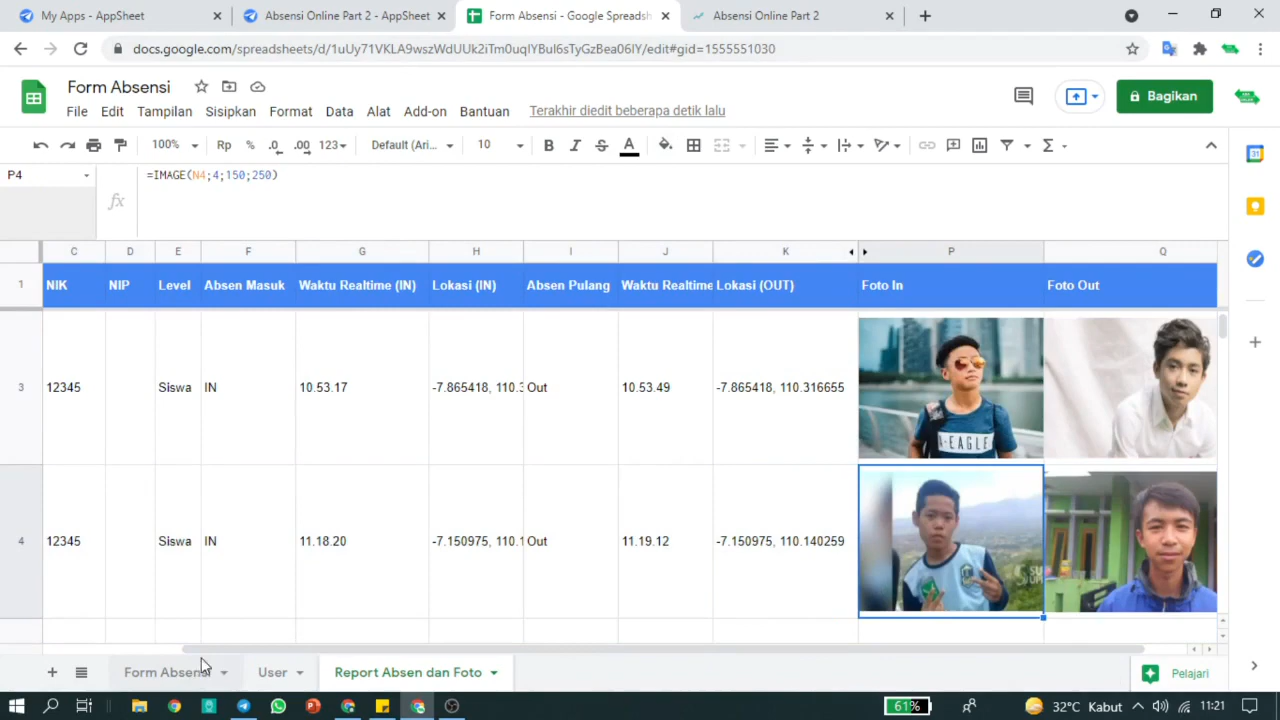 My Apps - AppSheet
Absensi Online Part 2 - AppSheet
Form Absensi - Google Spreadsh
Absensi Online Part 2
docs.google.com/spreadsheets/d/1uUy71VKLA9wszWdUUk2iTm0uqIYBuI6sTyGzBea06IY/edit#gid=1555551030
Form Absensi
File Edit Tampilan Sisipkan Format Data Alat Add-on Bantuan Terakhir diedit beberapa detik lalu
Bagikan
100% Rp % .0 .00 123 Default (Ari... 10 B I S A
P4 =IMAGE(N4;4;150;250)
fx
C D E F G H I J K P Q
1 NIK NIP Level Absen Masuk Waktu Realtime (IN) Lokasi (IN) Absen Pulang Waktu Realtime Lokasi (OUT) Foto In Foto Out
3 12345 Siswa IN 10.53.17 -7.865418, 110.3 Out 10.53.49 -7.865418, 110.316655
A-EAGLE
4 12345 Siswa IN 11.18.20 -7.150975, 110.1 Out 11.19.12 -7.150975, 110.140259
Form Absensi User Report Absen dan Foto Pelajari
61% 32°C Kabut 11:21